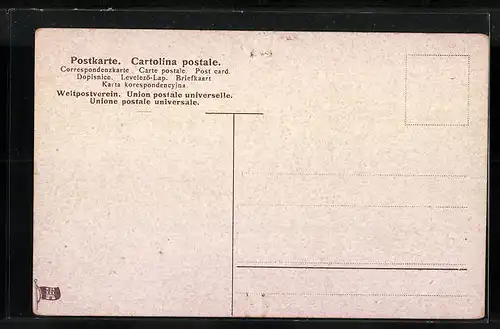 Postkarte. Cartolina postale.
Correspondenzkarte. Carte postale. Post card.
Dopisnice. Levelező-Lap. Briefkaart
Karta korespondencyjna.
Weltpostverein. Union postale universelle.
Unione postale universale.